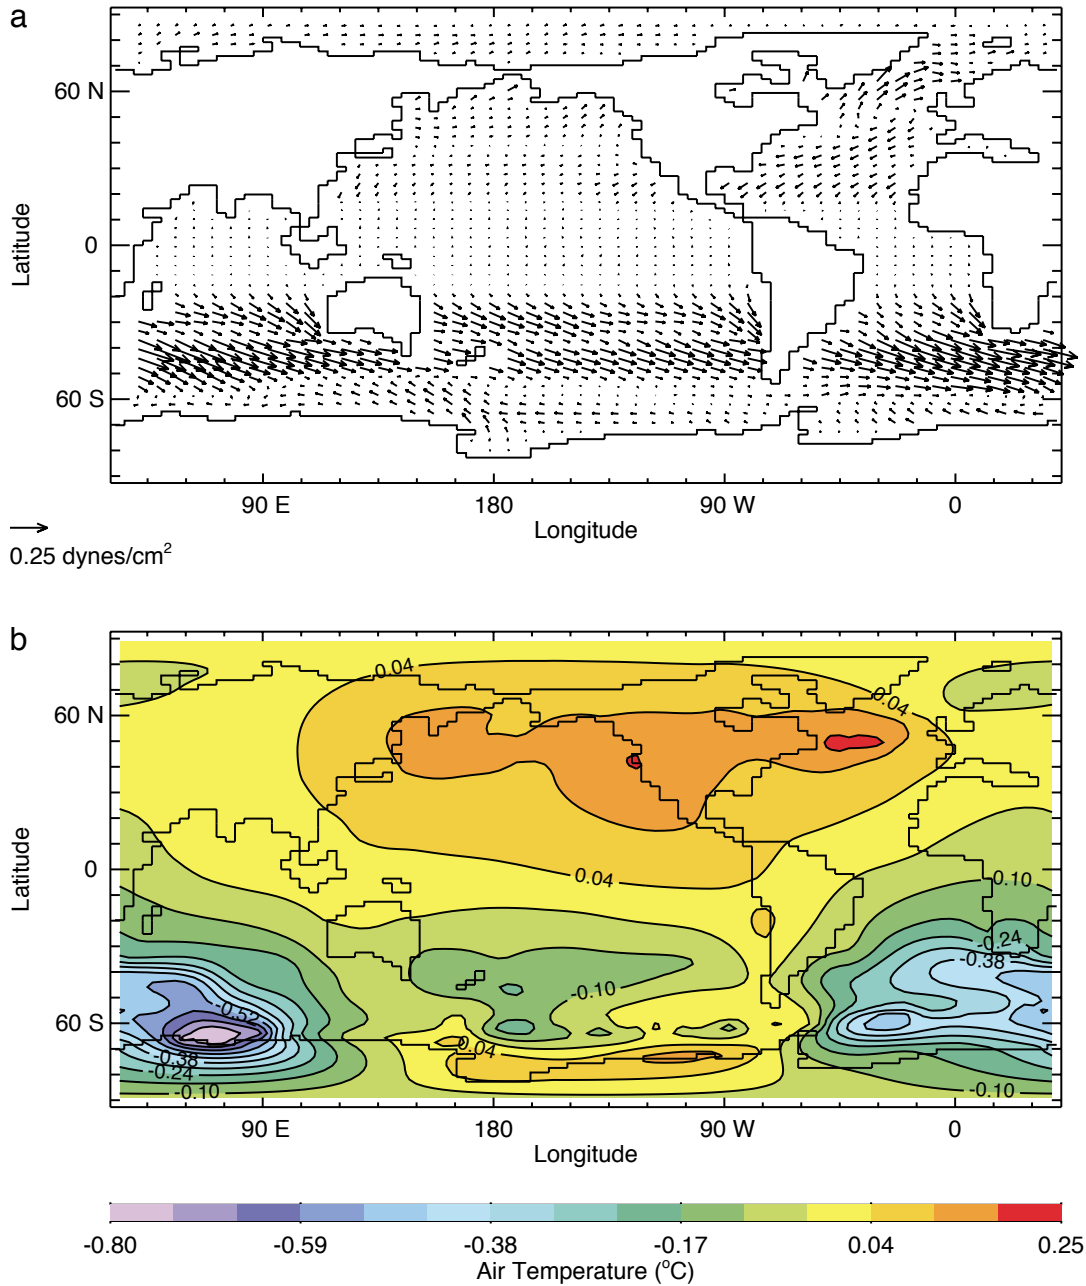 a
60 N
0
60 S
Latitude
90 E 180 90 W 0
Longitude
0.25 dynes/cm²
b
0.04
0.04
60 N
0
0.04
-0.10
-0.24
-0.38
-0.10
-0.52
60 S
0.04
-0.38
-0.24
-0.10
-0.10
Latitude
90 E 180 90 W 0
Longitude
-0.80 -0.59 -0.38 -0.17 0.04 0.25
Air Temperature (°C)